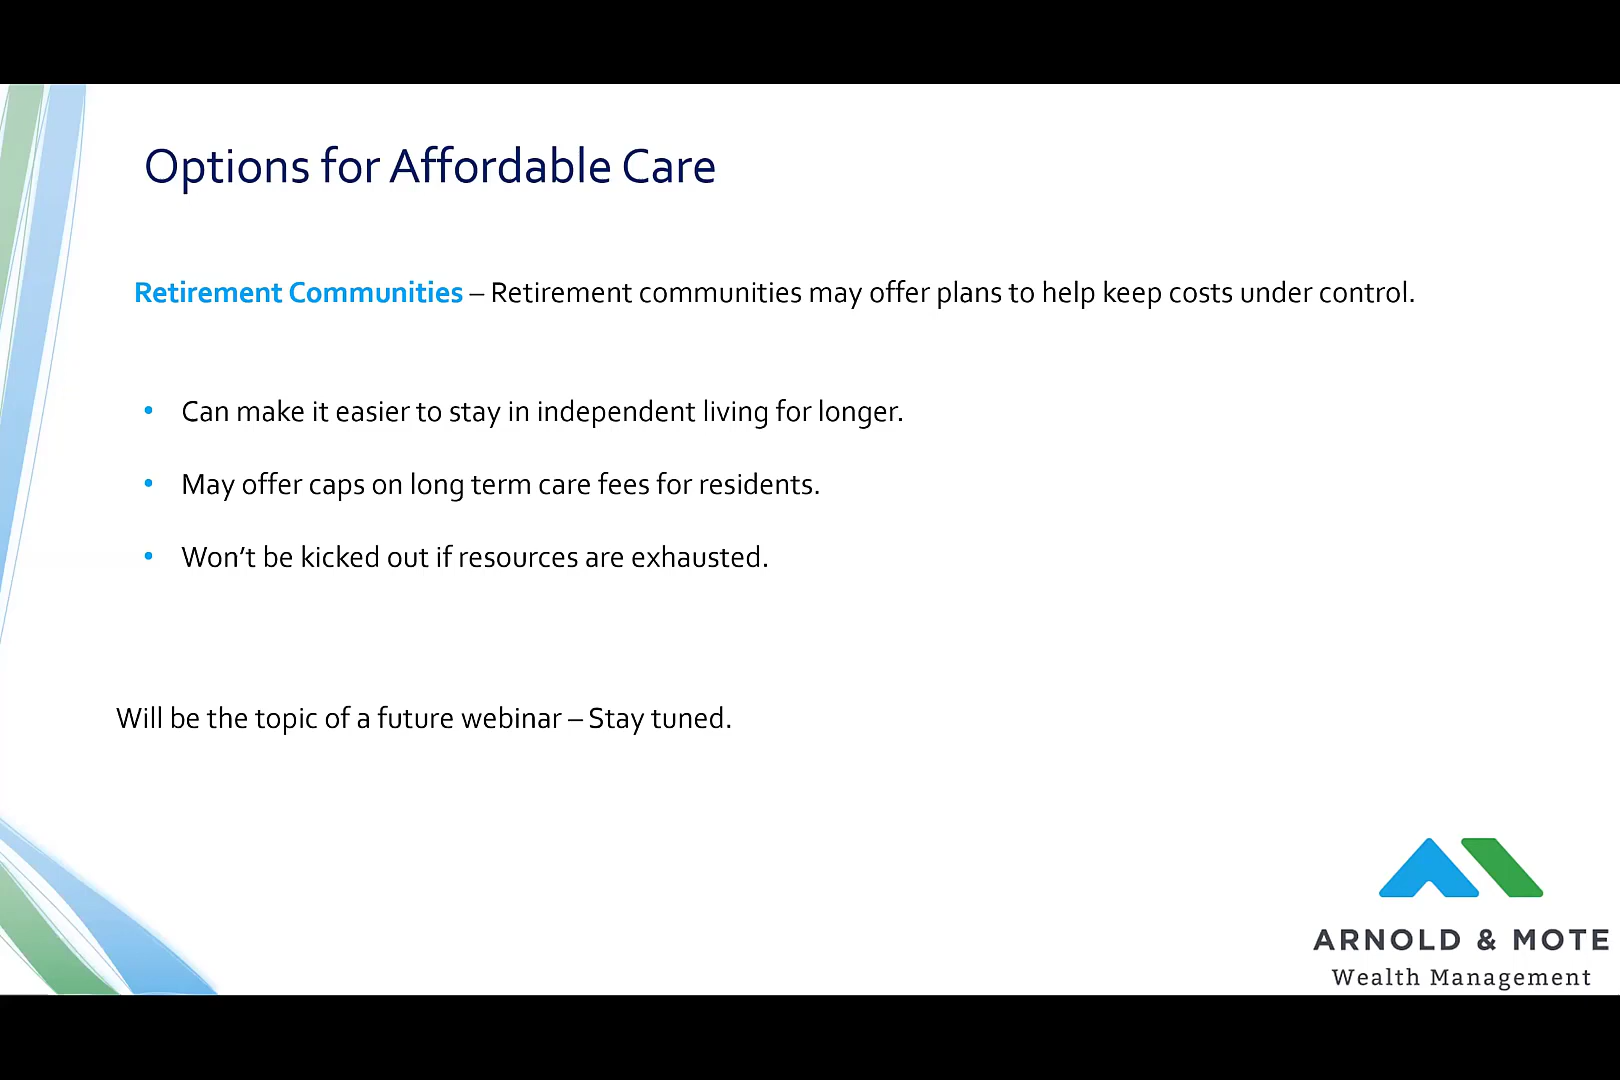 Options for Affordable Care
Retirement Communities – Retirement communities may offer plans to help keep costs under control.
• Can make it easier to stay in independent living for longer.
• May offer caps on long term care fees for residents.
• Won’t be kicked out if resources are exhausted.
Will be the topic of a future webinar – Stay tuned.
ARNOLD & MOTE
Wealth Management